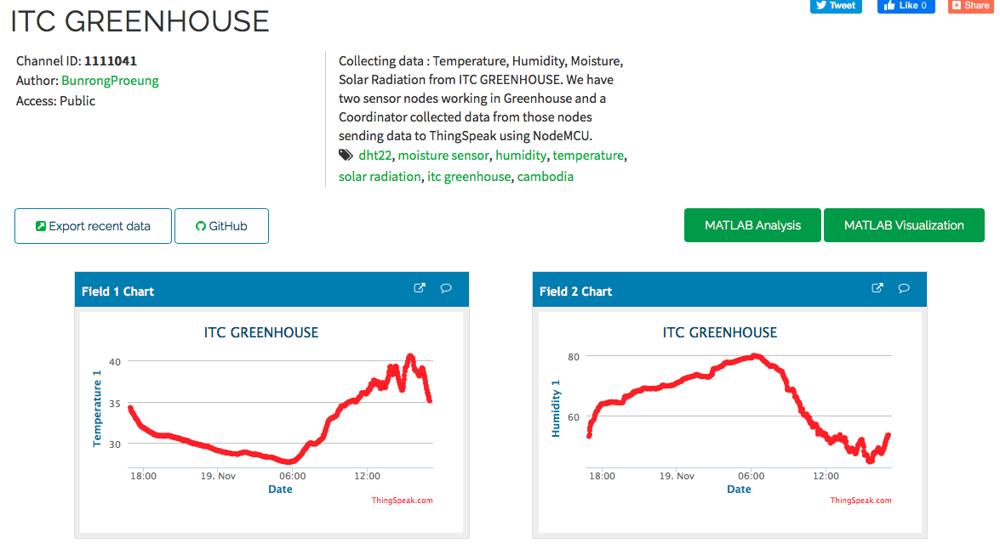 ITC GREENHOUSE
Tweet
Like 0
Share
Channel ID: 1111041
Author: BunrongProeung
Access: Public
Collecting data : Temperature, Humidity, Moisture,
Solar Radiation from ITC GREENHOUSE. We have
two sensor nodes working in Greenhouse and a
Coordinator collected data from those nodes
sending data to ThingSpeak using NodeMCU.
dht22, moisture sensor, humidity, temperature,
solar radiation, itc greenhouse, cambodia
Export recent data
GitHub
MATLAB Analysis
MATLAB Visualization
Field 1 Chart
ITC GREENHOUSE
Temperature 1
40
35
30
18:00
19. Nov
06:00
12:00
Date
ThingSpeak.com
Field 2 Chart
ITC GREENHOUSE
Humidity 1
80
60
18:00
19. Nov
06:00
12:00
Date
ThingSpeak.com